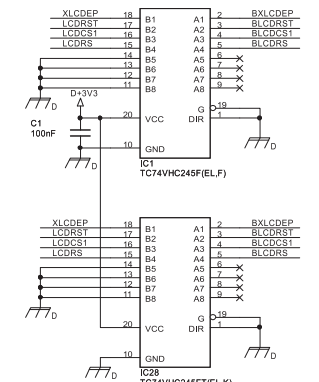 XLCDEP 18 B1 A1 2 BXLCDEP
LCDRST 17 B2 A2 3 BLCDRST
LCDCS1 16 B3 A3 4 BLCDCS1
LCDRS 15 B4 A4 5 BLCDRS
14 B5 A5 6
13 B6 A6 7
12 B7 A7 8
11 B8 A8 9
D
D+3V3
G 19
C1
100nF
20 VCC DIR 1
D
10 GND
D
IC1
TC74VHC245F(EL,F)
XLCDEP 18 B1 A1 2 BXLCDEP
LCDRST 17 B2 A2 3 BLCDRST
LCDCS1 16 B3 A3 4 BLCDCS1
LCDRS 15 B4 A4 5 BLCDRS
14 B5 A5 6
13 B6 A6 7
12 B7 A7 8
11 B8 A8 9
D
G 19
20 VCC DIR 1
10 GND
D
D
IC28